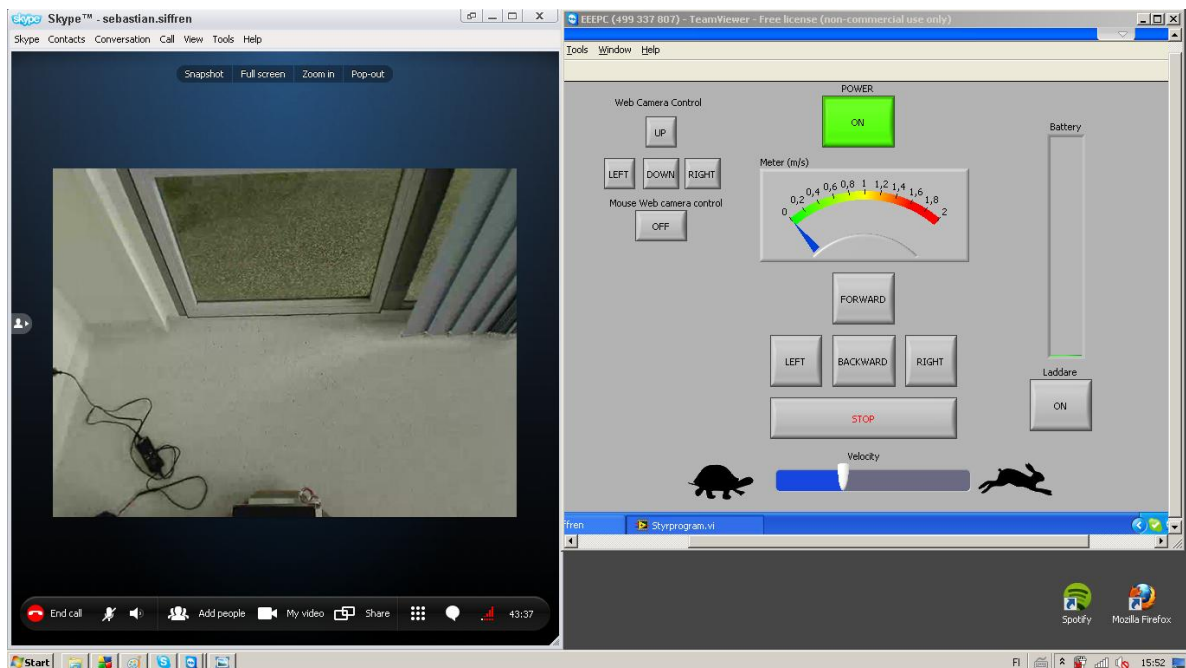 skype Skype™ - sebastian.siffren
Skype Contacts Conversation Call View Tools Help
Snapshot Full screen Zoom in Pop-out
End call Add people My video Share 43:37
EEEPC (499 337 807) - TeamViewer - Free license (non-commercial use only)
Tools Window Help
POWER
ON
Web Camera Control
UP
LEFT DOWN RIGHT
Mouse Web camera control
OFF
Meter (m/s)
0 0,2 0,4 0,6 0,8 1 1,2 1,4 1,6 1,8 2
Battery
FORWARD
LEFT BACKWARD RIGHT
STOP
Laddare
ON
Velocity
ffren Styrprogram.vi
Spotify Mozilla Firefox
Start FI 15:52